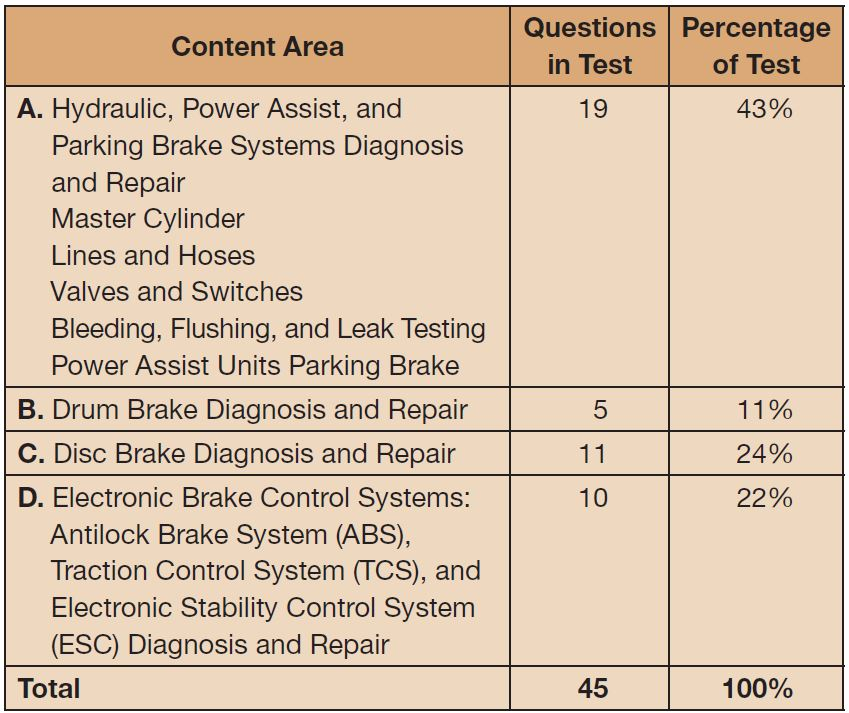 Content Area Questions in Test Percentage of Test
A. Hydraulic, Power Assist, and 19 43%
Parking Brake Systems Diagnosis
and Repair
Master Cylinder
Lines and Hoses
Valves and Switches
Bleeding, Flushing, and Leak Testing
Power Assist Units Parking Brake
B. Drum Brake Diagnosis and Repair 5 11%
C. Disc Brake Diagnosis and Repair 11 24%
D. Electronic Brake Control Systems: 10 22%
Antilock Brake System (ABS),
Traction Control System (TCS), and
Electronic Stability Control System
(ESC) Diagnosis and Repair
Total 45 100%